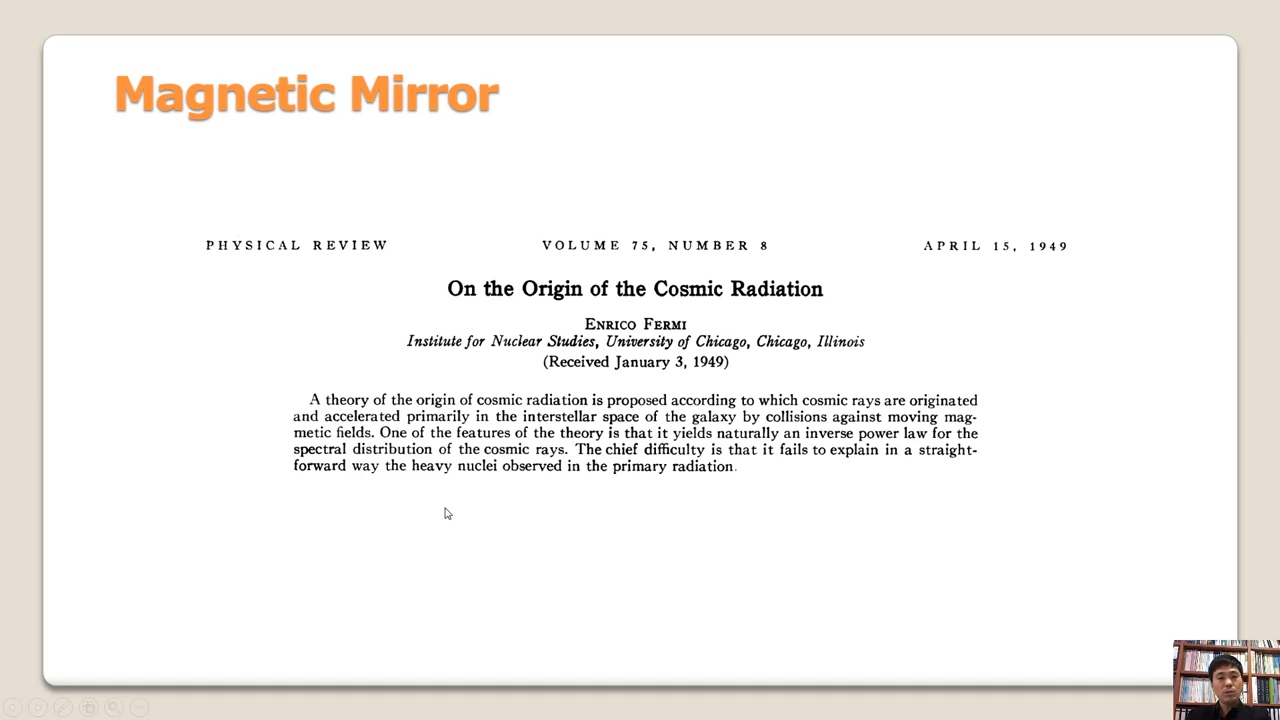 Magnetic Mirror
PHYSICAL REVIEW VOLUME 75, NUMBER 8 APRIL 15, 1949
On the Origin of the Cosmic Radiation
ENRICO FERMI
Institute for Nuclear Studies, University of Chicago, Chicago, Illinois
(Received January 3, 1949)
A theory of the origin of cosmic radiation is proposed according to which cosmic rays are originated
and accelerated primarily in the interstellar space of the galaxy by collisions against moving mag-
metic fields. One of the features of the theory is that it yields naturally an inverse power law for the
spectral distribution of the cosmic rays. The chief difficulty is that it fails to explain in a straight-
forward way the heavy nuclei observed in the primary radiation.